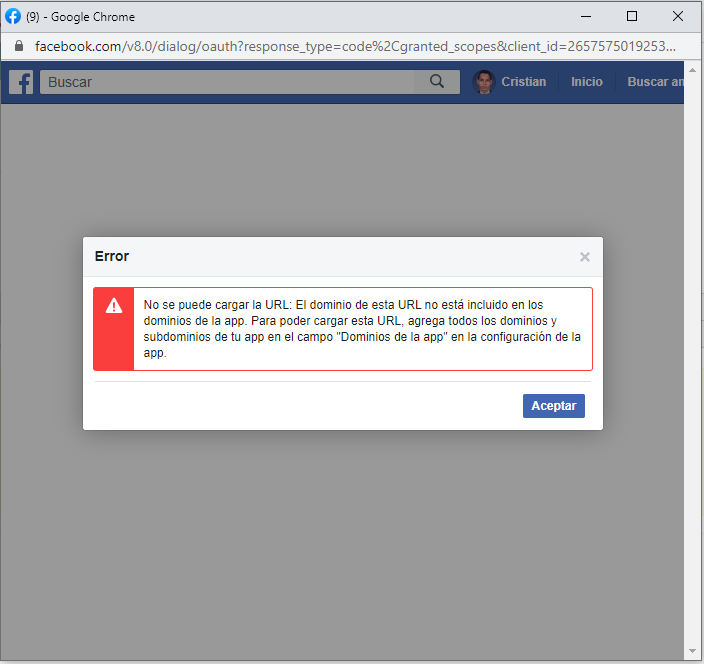 (9) - Google Chrome
facebook.com/v8.0/dialog/oauth?response_type=code%2Cgranted_scopes&client_id=2657575019253...
Buscar
Cristian
Inicio
Buscar am
Error
No se puede cargar la URL: El dominio de esta URL no está incluido en los
dominios de la app. Para poder cargar esta URL, agrega todos los dominios y
subdominios de tu app en el campo "Dominios de la app" en la configuración de la
app.
Aceptar